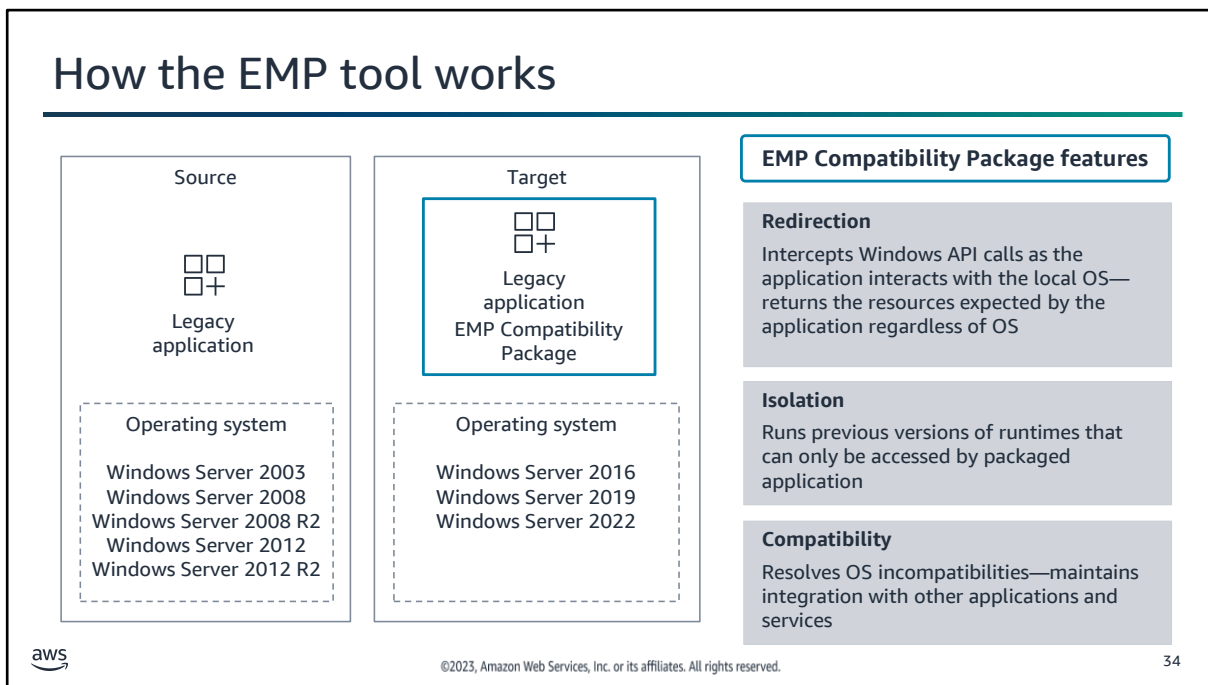 How the EMP tool works
Source
Legacy
application
Operating system
Windows Server 2003
Windows Server 2008
Windows Server 2008 R2
Windows Server 2012
Windows Server 2012 R2
Target
Legacy
application
EMP Compatibility
Package
Operating system
Windows Server 2016
Windows Server 2019
Windows Server 2022
EMP Compatibility Package features
Redirection
Intercepts Windows API calls as the
application interacts with the local OS—
returns the resources expected by the
application regardless of OS
Isolation
Runs previous versions of runtimes that
can only be accessed by packaged
application
Compatibility
Resolves OS incompatibilities—maintains
integration with other applications and
services
aws
©2023, Amazon Web Services, Inc. or its affiliates. All rights reserved.
34